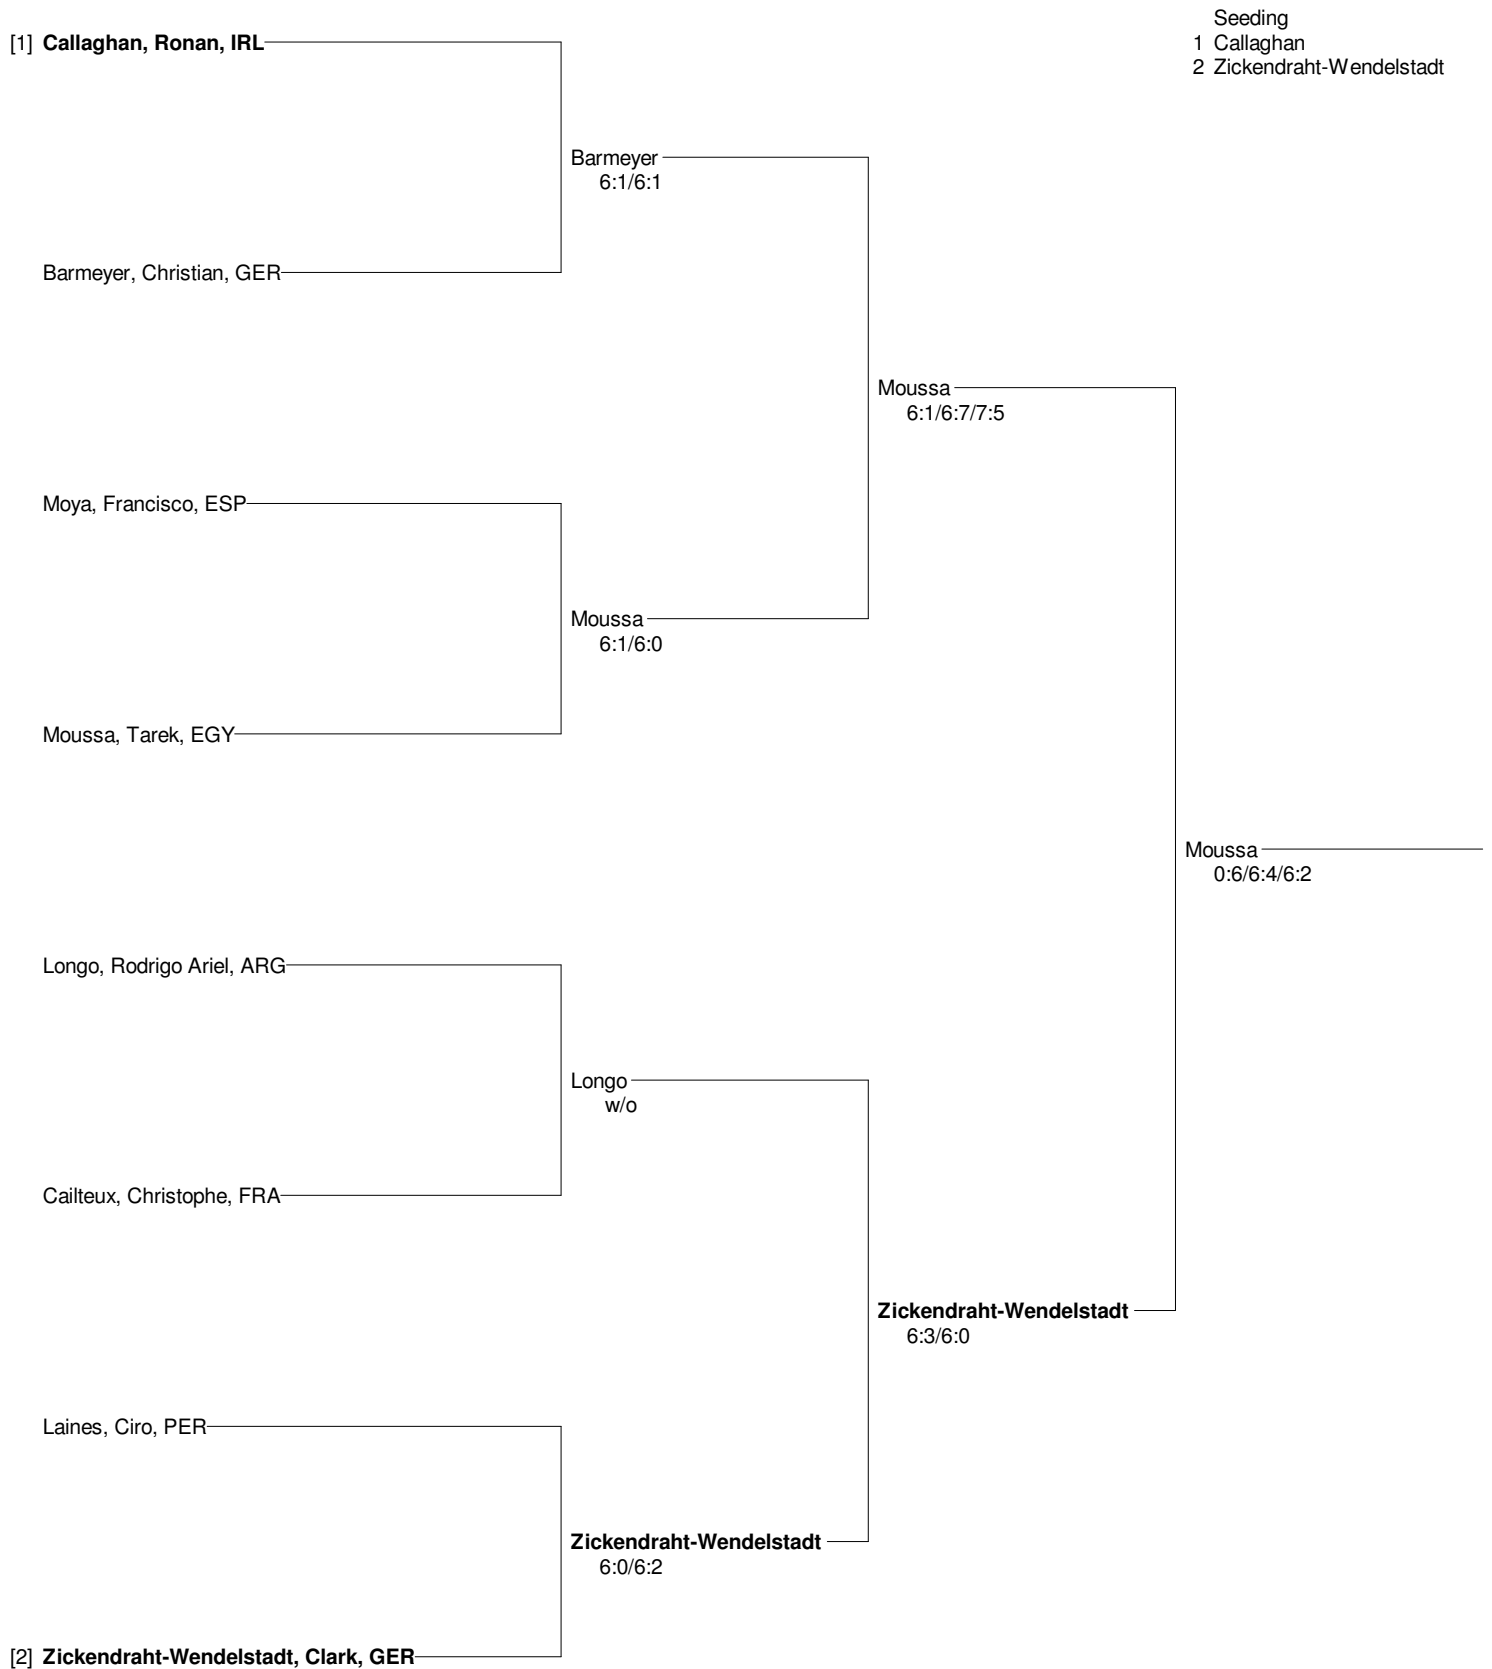 Seeding
1 Callaghan
2 Zickendraht-Wendelstadt
[1] Callaghan, Ronan, IRL
Barmeyer
6:1/6:1
Barmeyer, Christian, GER
Moussa
6:1/6:7/7:5
Moya, Francisco, ESP
Moussa
6:1/6:0
Moussa, Tarek, EGY
Moussa
0:6/6:4/6:2
Longo, Rodrigo Ariel, ARG
Longo
w/o
Cailteux, Christophe, FRA
Zickendraht-Wendelstadt
6:3/6:0
Laines, Ciro, PER
Zickendraht-Wendelstadt
6:0/6:2
[2] Zickendraht-Wendelstadt, Clark, GER